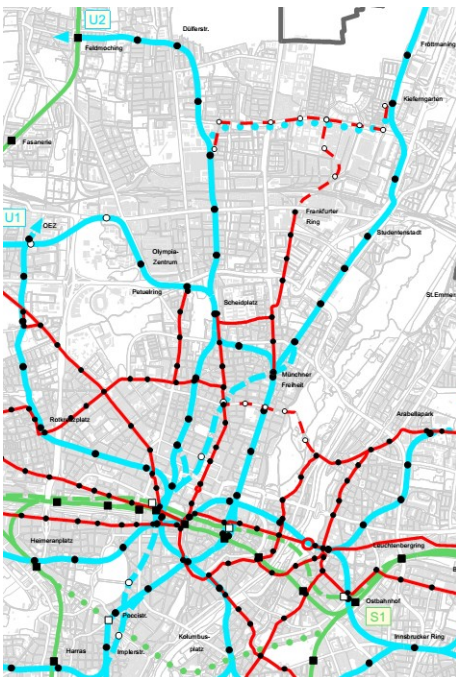 U2
Dülferstr.
Feldmoching
Fröttmaning
Kieferngarten
Fasanerie
U1
OEZ
Frankfurter
Ring
Studentenstadt
Olympia-
Zentrum
Petuelring
Scheidplatz
St.Emmer
Münchner
Freiheit
Arabellapark
Rotkreuzplatz
Heimeranplatz
Leuchtenbergring
Ostbahnhof
S1
Poccistr.
Implerstr.
Kolumbus-
platz
Innsbrucker Ring
Harras